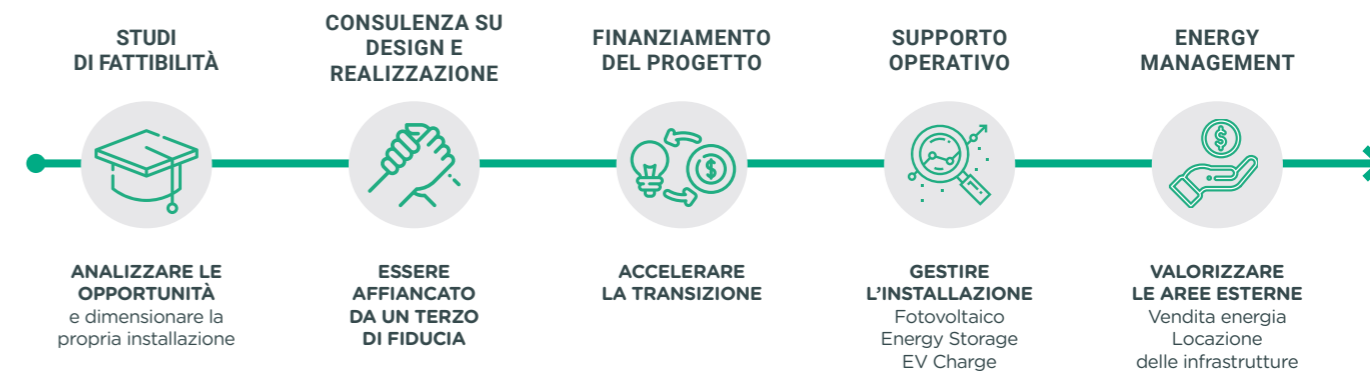 STUDI
DI FATTIBILITÀ
CONSULENZA SU
DESIGN E
REALIZZAZIONE
FINANZIAMENTO
DEL PROGETTO
SUPPORTO
OPERATIVO
ENERGY
MANAGEMENT
ANALIZZARE LE
OPPORTUNITÀ
e dimensionare la
propria installazione
ESSERE
AFFIANCATO
DA UN TERZO
DI FIDUCIA
ACCELERARE
LA TRANSIZIONE
GESTIRE
L’INSTALLAZIONE
Fotovoltaico
Energy Storage
EV Charge
VALORIZZARE
LE AREE ESTERNE
Vendita energia
Locazione
delle infrastrutture